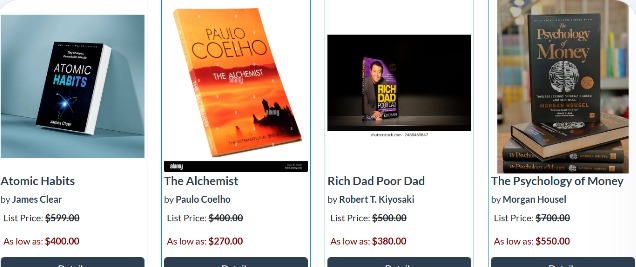 ATOMIC
HABITS
PAULO
COELHO
THE ALCHEMIST
alamy
alamy
RICH
DAD
POOR DAD
shutterstock.com
The
Psychology
of
Money
MORGAN HOUSEL
Atomic Habits
by James Clear
List Price: $599.00
As low as: $400.00
The Alchemist
by Paulo Coelho
List Price: $400.00
As low as: $270.00
Rich Dad Poor Dad
by Robert T. Kiyosaki
List Price: $500.00
As low as: $380.00
The Psychology of Money
by Morgan Housel
List Price: $700.00
As low as: $550.00